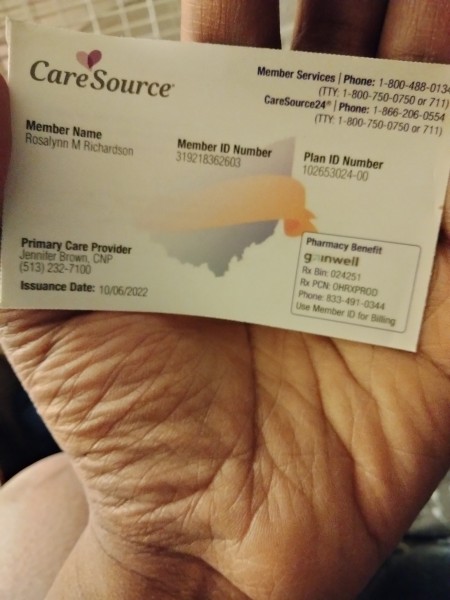 CareSource
Member Services | Phone: 1-800-488-0134
(TTY: 1-800-750-0750 or 711)
CareSource24® | Phone: 1-866-206-0554
(TTY: 1-800-750-0750 or 711)
Member Name
Rosalynn M Richardson
Member ID Number
319218362603
Plan ID Number
102653024-00
Primary Care Provider
Jennifer Brown, CNP
(513) 232-7100
Issuance Date: 10/06/2022
Pharmacy Benefit
gainwell
Rx Bin: 024251
Rx PCN: OHRXPROD
Phone: 833-491-0344
Use Member ID for Billing